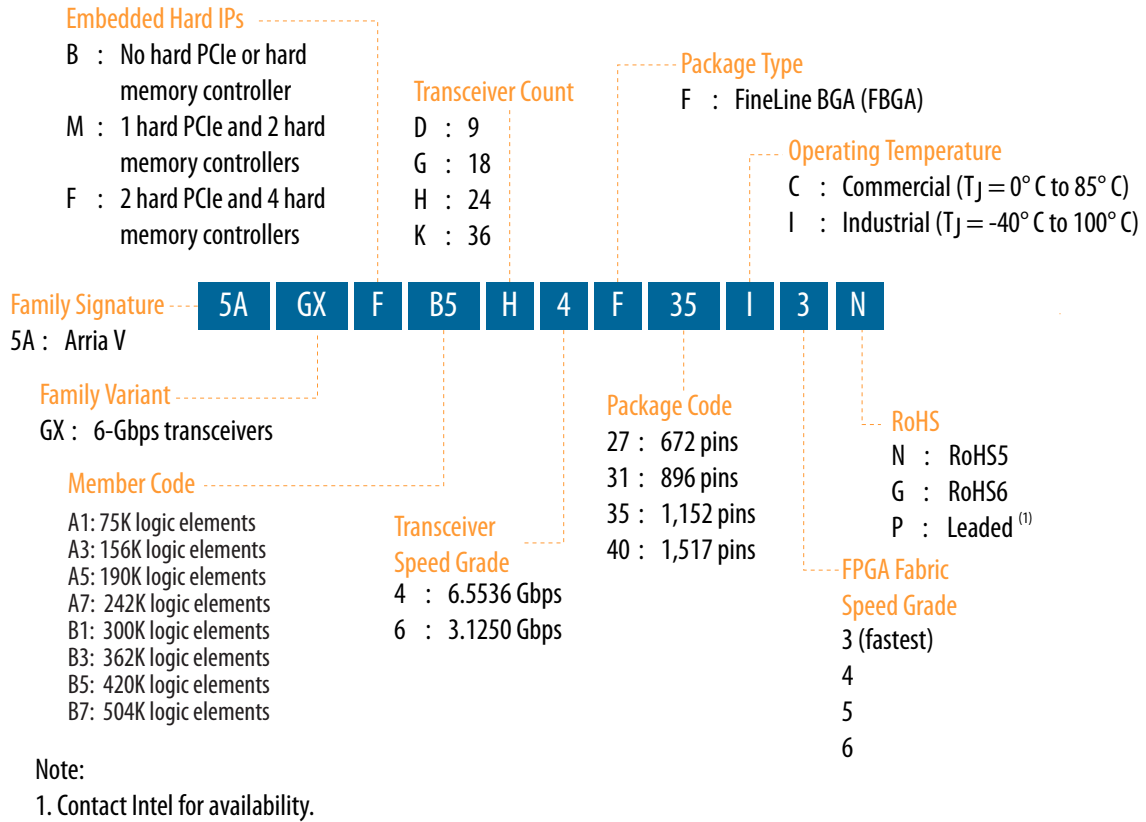 Embedded Hard IPs
B : No hard PCIe or hard
memory controller
M : 1 hard PCIe and 2 hard
memory controllers
F : 2 hard PCIe and 4 hard
memory controllers
Transceiver Count
D : 9
G : 18
H : 24
K : 36
Package Type
F : FineLine BGA (FBGA)
Operating Temperature
C : Commercial (TJ = 0° C to 85° C)
I : Industrial (TJ = -40° C to 100° C)
Family Signature
5A : Arria V
5A GX F B5 H 4 F 35 I 3 N
Family Variant
GX : 6-Gbps transceivers
Member Code
A1: 75K logic elements
A3: 156K logic elements
A5: 190K logic elements
A7: 242K logic elements
B1: 300K logic elements
B3: 362K logic elements
B5: 420K logic elements
B7: 504K logic elements
Transceiver
Speed Grade
4 : 6.5536 Gbps
6 : 3.1250 Gbps
Package Code
27 : 672 pins
31 : 896 pins
35 : 1,152 pins
40 : 1,517 pins
RoHS
N : RoHS5
G : RoHS6
P : Leaded (1)
FPGA Fabric
Speed Grade
3 (fastest)
4
5
6
Note:
1. Contact Intel for availability.